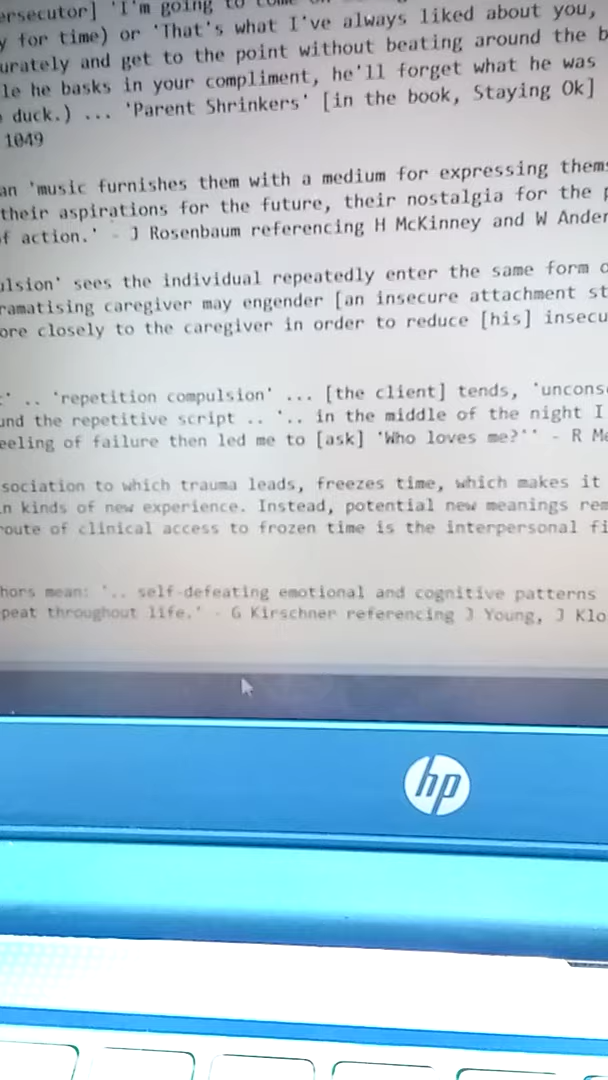 ersecutor] 'I'm going to come on
y for time) or 'That's what I've always liked about you,
urately and get to the point without beating around the b
le he basks in your compliment, he'll forget what he was
duck.) ... 'Parent Shrinkers' [in the book, Staying Ok]
1049
an 'music furnishes them with a medium for expressing thems
their aspirations for the future, their nostalgia for the p
f action.' - J Rosenbaum referencing H McKinney and W Ander
ulsion' sees the individual repeatedly enter the same form o
ramatising caregiver may engender [an insecure attachment st
ore closely to the caregiver in order to reduce [his] insecu
' .. 'repetition compulsion' ... [the client] tends, 'uncons
und the repetitive script .. '.. in the middle of the night I
eeling of failure then led me to [ask] 'Who loves me?'' - R Me
sociation to which trauma leads, freezes time, which makes it
n kinds of new experience. Instead, potential new meanings rem
route of clinical access to frozen time is the interpersonal fi
hors mean: '.. self-defeating emotional and cognitive patterns
peat throughout life.' - G Kirschner referencing J Young, J Klo
hp